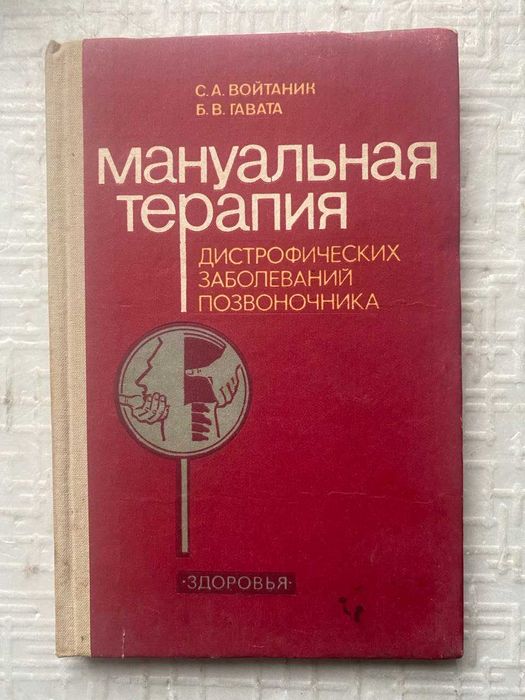 С. А. ВОЙТАНИК
Б. В. ГАВАТА
Мануальная
терапия
ДИСТРОФИЧЕСКИХ
ЗАБОЛЕВАНИЙ
ПОЗВОНОЧНИКА
·ЗДОРОВЬЯ·